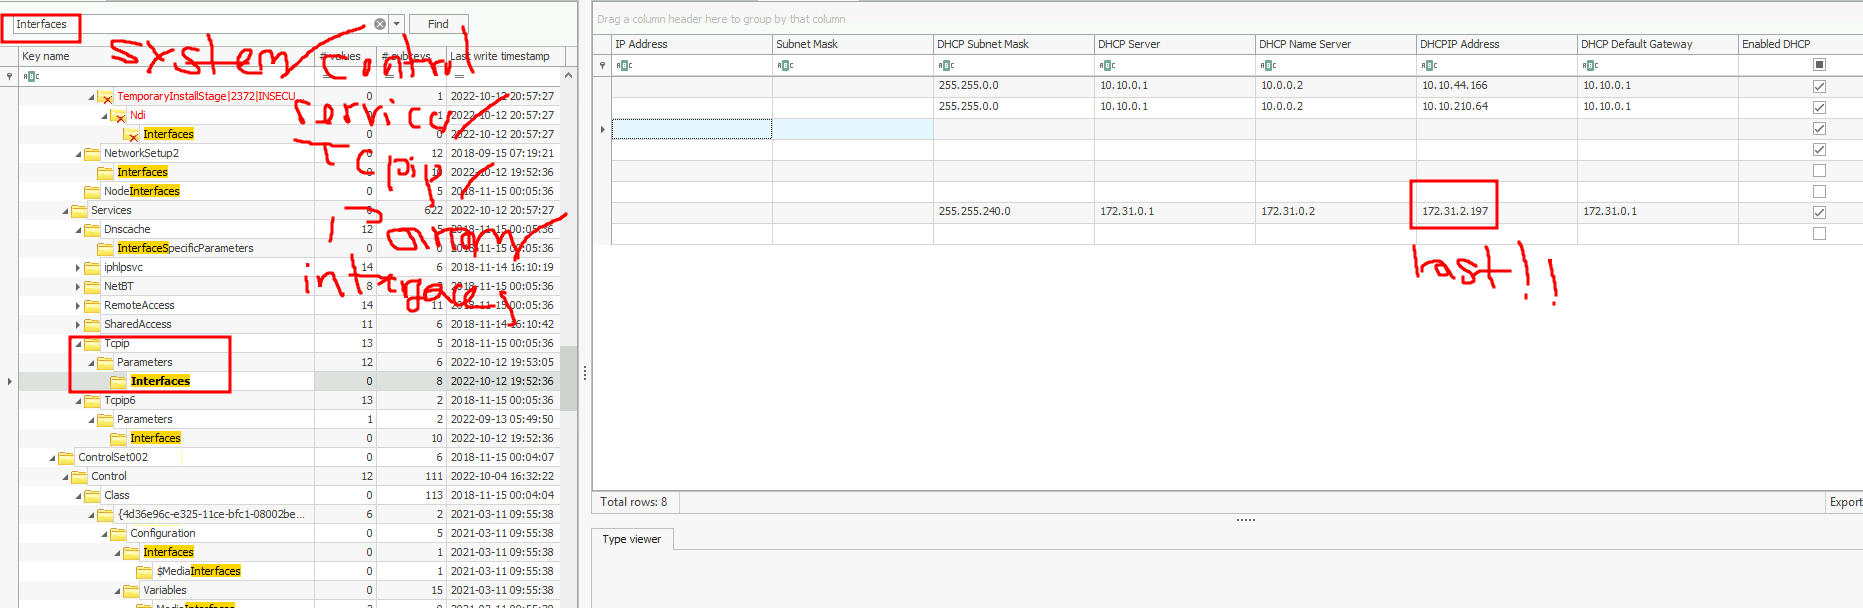 Interfaces Find
Drag a column header here to group by that column
Key name # values # subkeys Last write timestamp
IP Address Subnet Mask DHCP Subnet Mask DHCP Server DHCP Name Server DHCPIP Address DHCP Default Gateway Enabled DHCP
system control
TemporaryInstallStage|2372|INSECU... 0 1 2022-10-12 20:57:27
Ndi 1 2022-10-12 20:57:27
Interfaces 0 2022-10-12 20:57:27
service
NetworkSetup2 0 12 2018-09-15 07:19:21
Interfaces 2022-10-12 19:52:36
Tcpip
NodeInterfaces 0 5 2018-11-15 00:05:36
Services 622 2022-10-12 20:57:27
Dnscache 12 5 2018-11-15 00:05:36
InterfaceSpecificParameters 0 2018-11-15 00:05:36
iphlpsvc 14 6 2018-11-14 16:10:19
interfaces
NetBT 8 2018-11-15 00:05:36
RemoteAccess 14 11 2018-11-15 00:05:36
SharedAccess 11 6 2018-11-14 16:10:42
Tcpip 13 5 2018-11-15 00:05:36
Parameters 12 6 2022-10-12 19:53:05
Interfaces 0 8 2022-10-12 19:52:36
Tcpip6 13 2 2018-11-15 00:05:36
Parameters 1 2 2022-09-13 05:49:50
Interfaces 0 10 2022-10-12 19:52:36
ControlSet002 0 6 2018-11-15 00:04:07
Control 12 111 2022-10-04 16:32:22
Class 0 113 2018-11-15 00:04:04
{4d36e96c-e325-11ce-bfc1-08002be... 6 2 2021-03-11 09:55:38
Configuration 0 5 2021-03-11 09:55:38
Interfaces 0 1 2021-03-11 09:55:38
$MediaInterfaces 0 1 2021-03-11 09:55:38
Variables 0 15 2021-03-11 09:55:38
MediaInterfaces 2021-03-11 09:55:38
255.255.0.0 10.10.0.1 10.0.0.2 10.10.44.166 10.10.0.1
255.255.0.0 10.10.0.1 10.0.0.2 10.10.210.64 10.10.0.1
255.255.240.0 172.31.0.1 172.31.0.2 172.31.2.197 172.31.0.1
last!!
Total rows: 8 Export
Type viewer